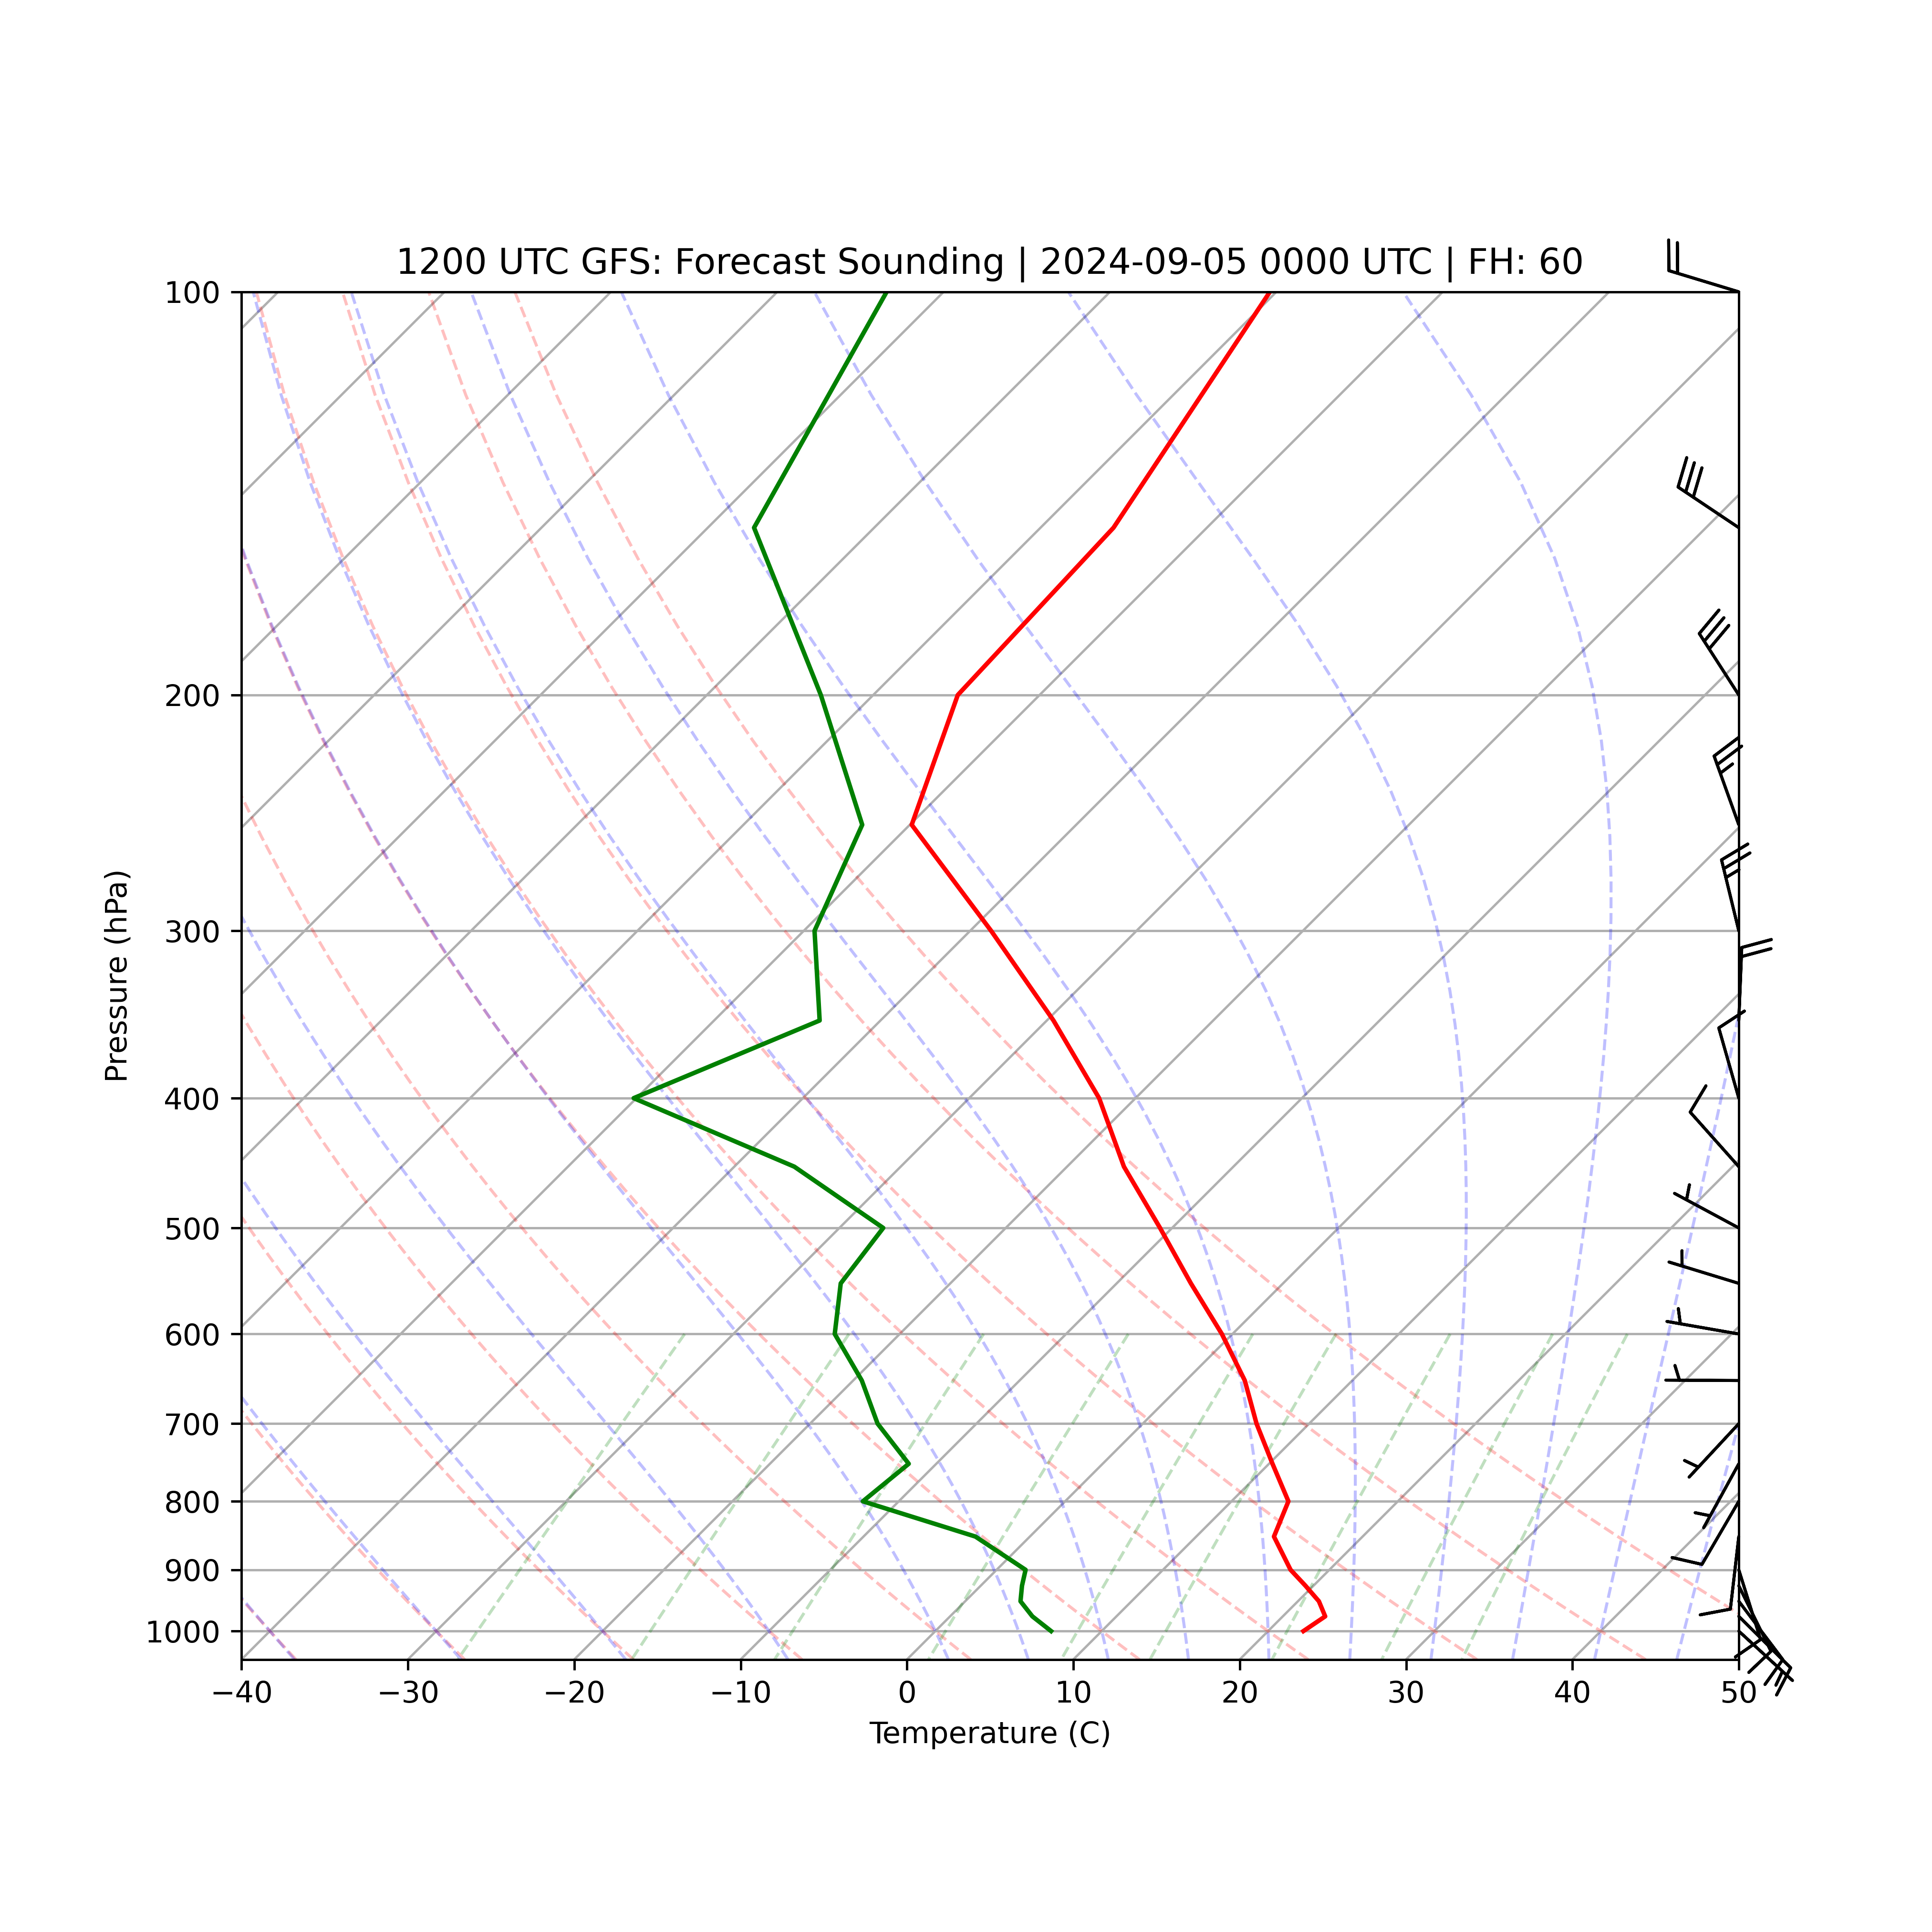 1200 UTC GFS: Forecast Sounding | 2024-09-05 0000 UTC | FH: 60
100
200
300
400
500
600
700
800
900
1000
Pressure (hPa)
−40 −30 −20 −10 0 10 20 30 40 50
Temperature (C)